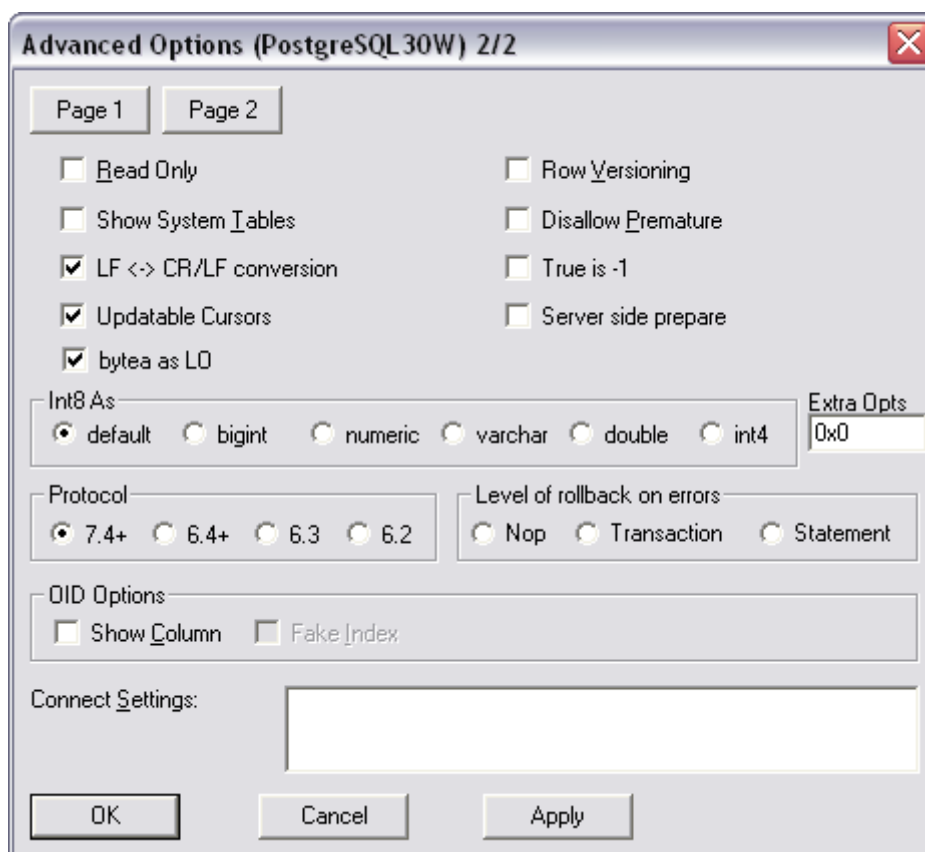 Advanced Options (PostgreSQL30W) 2/2
Page 1 Page 2
Read Only Row Versioning
Show System Tables Disallow Premature
LF <-> CR/LF conversion True is -1
Updatable Cursors Server side prepare
bytea as LO
Int8 As Extra Opts
default bigint numeric varchar double int4 0x0
Protocol Level of rollback on errors
7.4+ 6.4+ 6.3 6.2 Nop Transaction Statement
OID Options
Show Column Fake Index
Connect Settings:
OK Cancel Apply